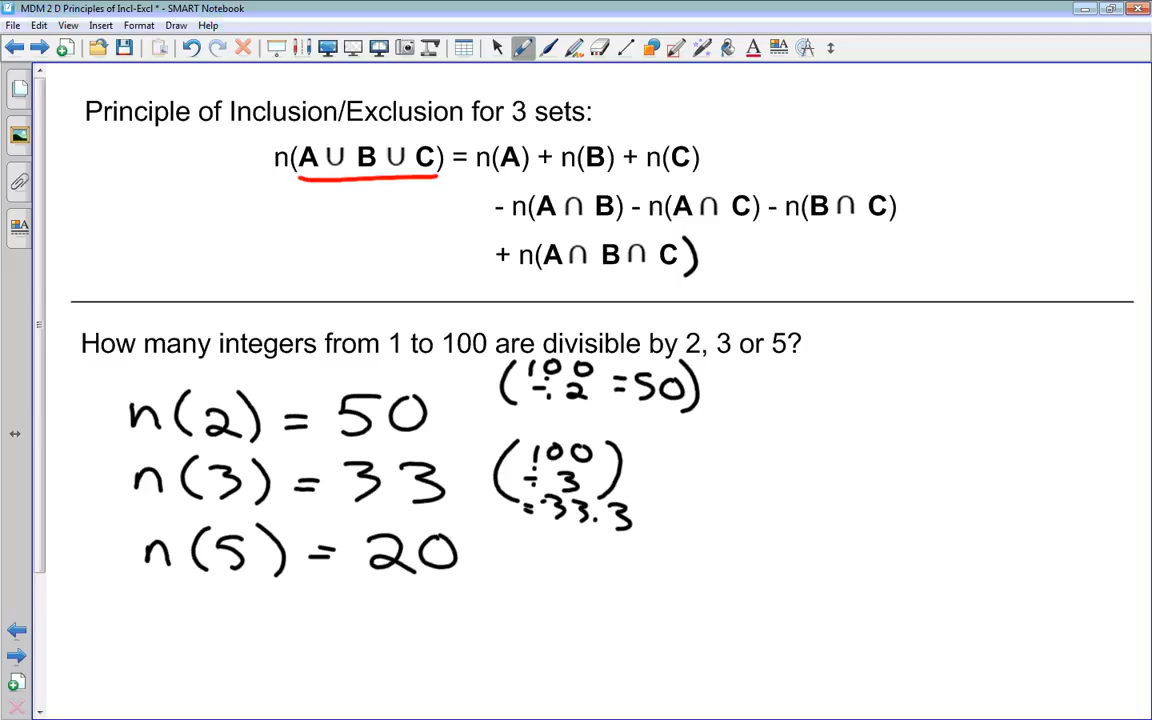 MDM 2 D Principles of Incl-Excl * - SMART Notebook
File Edit View Insert Format Draw Help
Principle of Inclusion/Exclusion for 3 sets:
n(A ∪ B ∪ C) = n(A) + n(B) + n(C)
- n(A ∩ B) - n(A ∩ C) - n(B ∩ C)
+ n(A ∩ B ∩ C)
How many integers from 1 to 100 are divisible by 2, 3 or 5?
n(2) = 50 (100 ÷ 2 = 50)
n(3) = 33 (100 ÷ 3 = 33.3)
n(5) = 20